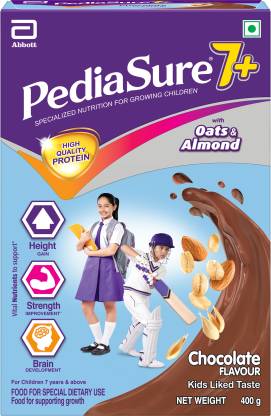 Abbott
PediaSure® 7+
SPECIALIZED NUTRITION FOR GROWING CHILDREN
with
Oats &
Almond
HIGH
QUALITY
PROTEIN
Vital Nutrients to support*
Height
GAIN
Strength
IMPROVEMENT
Brain
DEVELOPMENT
For Children 7 years & above
FOOD FOR SPECIAL DIETARY USE
Food for supporting growth
Chocolate
FLAVOUR
Kids Liked Taste
NET WEIGHT 400 g